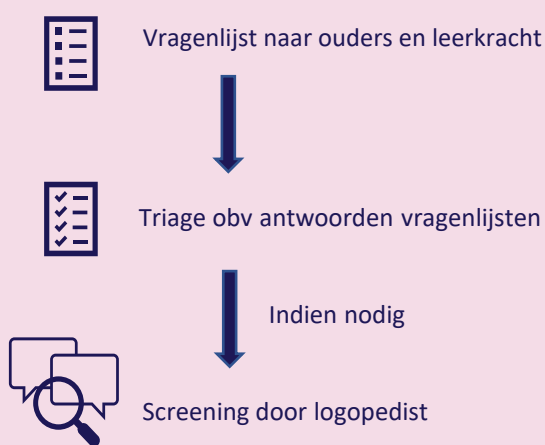 Vragenlijst naar ouders en leerkracht
Triage obv antwoorden vragenlijsten
Indien nodig
Screening door logopedist